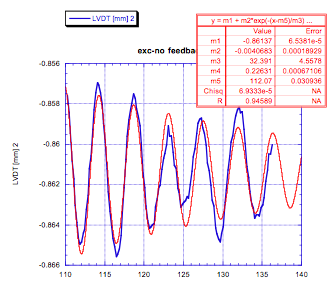 LVDT [mm] 2
exc-no feedba
y = m1 + m2*exp(-(x-m5)/m3) ...
Value Error
m1 -0.86137 6.5381e-5
m2 -0.0040683 0.00018929
m3 32.391 4.5578
m4 0.22631 0.00067106
m5 112.07 0.030936
Chisq 6.9333e-5 NA
R 0.94589 NA
-0.856
-0.858
-0.86
-0.862
-0.864
-0.866
LVDT [mm] 2
110 115 120 125 130 135 140